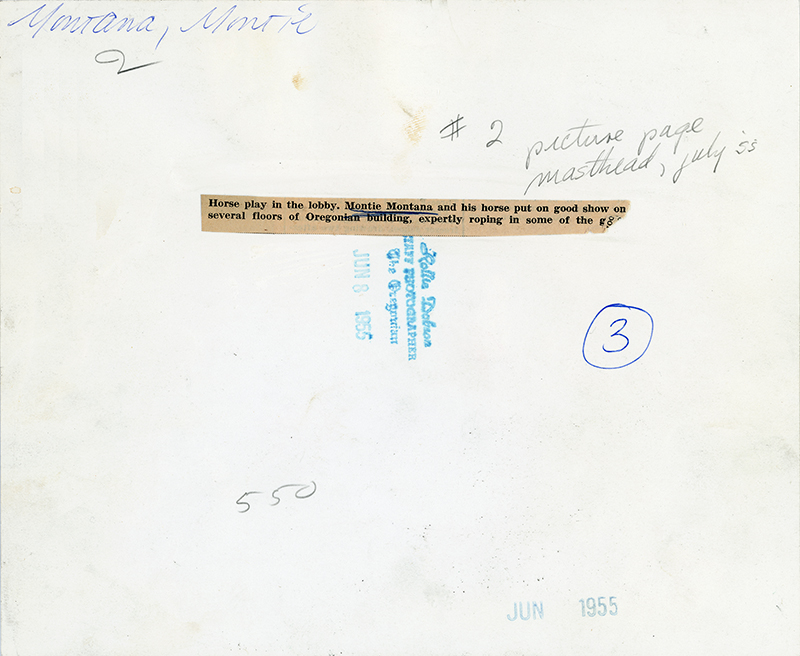 Montana, Montie
2
# 2 picture page
masthead, july '55
Horse play in the lobby. Montie Montana and his horse put on good show on
several floors of Oregonian building, expertly roping in some of the
Rollie Dobson
STAFF PHOTOGRAPHER
The Oregonian
JUN 8 1955
3
550
JUN 1955